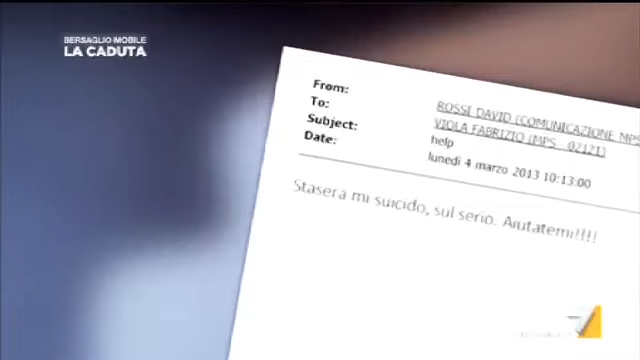 BERSAGLIO MOBILE
LA CADUTA
From: ROSSI DAVID (COMUNICAZIONE MPS
To: VIOLA FABRIZIO (MPS 02121)
Subject: help
Date: lunedì 4 marzo 2013 10:13:00
Stasera mi suicido, sul serio. Aiutatemi!!!!